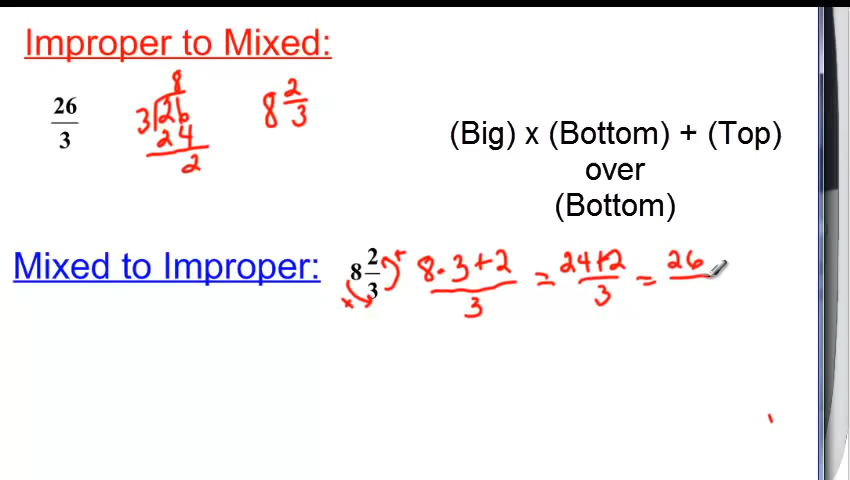 Improper to Mixed:
26
3
8
3 26
24
2
8 2/3
(Big) x (Bottom) + (Top)
over
(Bottom)
Mixed to Improper:
8 2/3
x
+
8 · 3 + 2 / 3 = 24 + 2 / 3 = 26